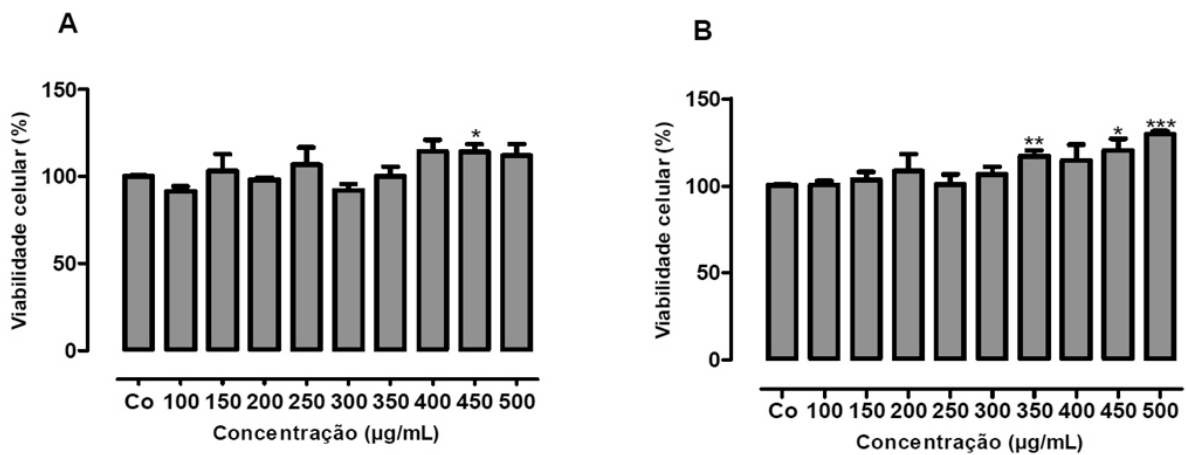 A
Viabilidade celular (%)
150
100
50
0
*
Co 100 150 200 250 300 350 400 450 500
Concentração (µg/mL)
B
Viabilidade celular (%)
150
100
50
0
** * ***
Co 100 150 200 250 300 350 400 450 500
Concentração (µg/mL)